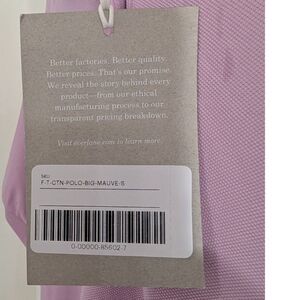 Better factories. Better quality.
Better prices. That's our promise.
We reveal the story behind every
product—from our ethical
manufacturing process to our
transparent pricing breakdown.
Visit everlane.com to learn more.
SKU
F-T-CTN-POLO-BIG-MAUVE-S
0-00000-85602-7